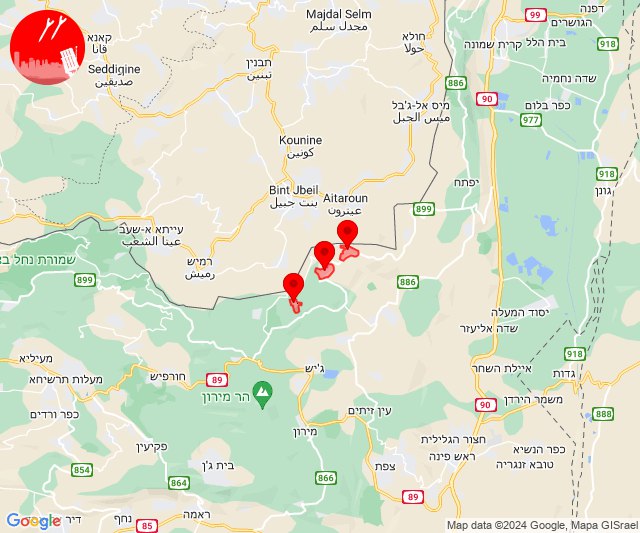 Majdal Selm
مجدل سلم
99
דפנה
הגושרים
קאנא
قانا
חולא
حولا
בית הלל
קרית שמונה
918
Seddiqine
صديقين
תבנין
تبنين
886
שדה נחמיה
90
מיס אל-ג'בל
ميس الجبل
כפר בלום
977
Kounine
كونين
918
Bint Jbeil
بنت جبيل
Aitaroun
عيترون
יפתח
גונן
899
עייתא א-שעב
عيتا الشعب
רמיש
رميش
שמורת נחל בצ
899
886
יסוד המעלה
שדה אליעזר
918
מעיליא
מעלות תרשיחא
חורפיש
89
ג'יש
איילת השחר
גדות
הר מירון
כפר ורדים
עין זיתים
90
משמר הירדן
888
פקיעין
מירון
חצור הגלילית
ראש פינה
כפר הנשיא
טובא זנגריה
854
בית ג'ן
צפת
864
866
89
דיר
נחף
ראמה
85
Google
Map data ©2024 Google, Mapa GISrael